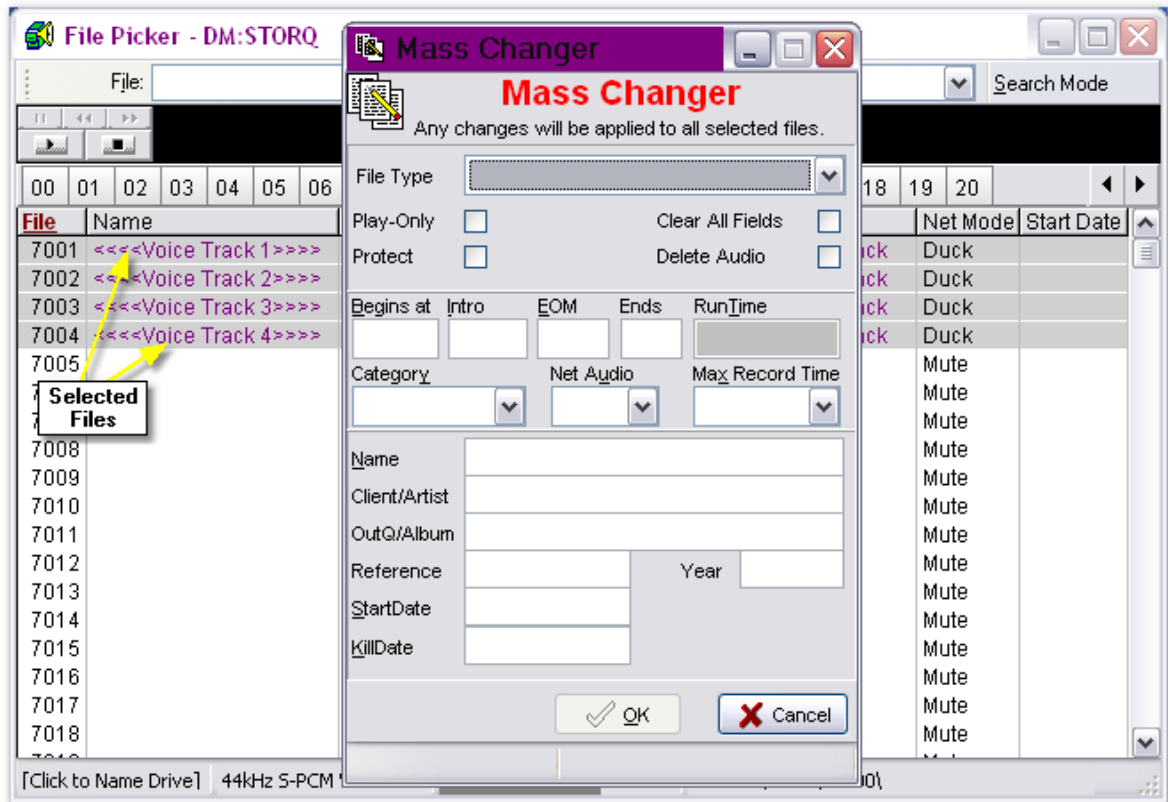 File Picker - DM:STORQ
File:
Search Mode
00 01 02 03 04 05 06
18 19 20
File Name Net Mode Start Date
7001 <<<<Voice Track 1>>>> Duck
7002 <<<<Voice Track 2>>>> Duck
7003 <<<<Voice Track 3>>>> Duck
7004 <<<<Voice Track 4>>>> Duck
7005 Mute
Mute
Mute
7008 Mute
7009 Mute
7010 Mute
7011 Mute
7012 Mute
7013 Mute
7014 Mute
7015 Mute
7016 Mute
7017 Mute
7018 Mute
Selected
Files
[Click to Name Drive] 44kHz S-PCM
Mass Changer
Mass Changer
Any changes will be applied to all selected files.
File Type
Play-Only Clear All Fields
Protect Delete Audio
Begins at Intro EOM Ends RunTime
Category Net Audio Max Record Time
Name
Client/Artist
OutQ/Album
Reference Year
StartDate
KillDate
OK Cancel